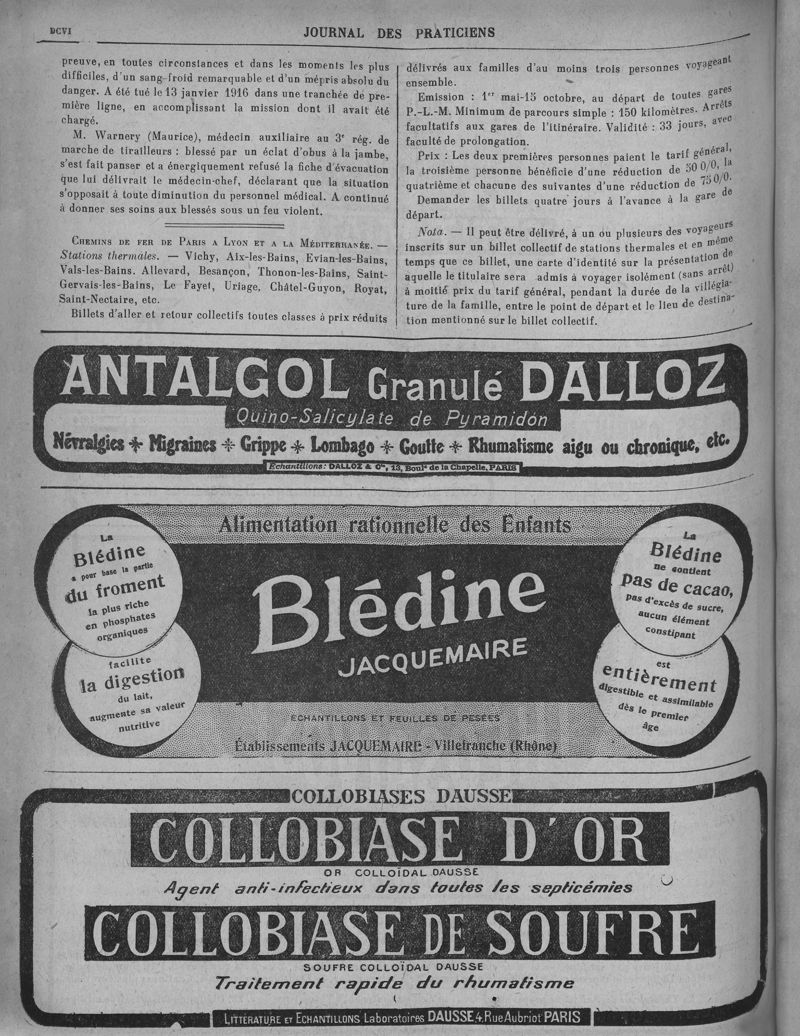 DCVI
JOURNAL DES PRATICIENS
preuve, en toutes circonstances et dans les moments les plus
difficiles, d'un sang-froid remarquable et d'un mépris absolu du
danger. A été tué le 13 janvier 1916 dans une tranchée de pre-
mière ligne, en accomplissant la mission dont il avait été
chargé.
M. Warnery (Maurice), médecin auxiliaire au 3e rég. de
marche de tirailleurs : blessé par un éclat d'obus à la jambe,
s'est fait panser et a énergiquement refusé la fiche d'évacuation
que lui délivrait le médecin-chef, déclarant que la situation
s'opposait à toute diminution du personnel médical. A continué
à donner ses soins aux blessés sous un feu violent.
CHEMINS DE FER DE PARIS A LYON ET A LA MÉDITERRANÉE. —
Stations thermales. — Vichy, Aix-les-Bains, Evian-les-Bains,
Vals-les-Bains. Allevard, Besançon, Thonon-les-Bains, Saint-
Gervais-les-Bains, Le Fayet, Uriage, Châtel-Guyon, Royat,
Saint-Nectaire, etc.
Billets d'aller et retour collectifs toutes classes à prix réduits
délivrés aux familles d'au moins trois personnes voyageant
ensemble.
Emission : 1er mai-15 octobre, au départ de toutes gares
P.-L.-M. Minimum de parcours simple : 150 kilomètres. Arrêts
facultatifs aux gares de l'itinéraire. Validité : 33 jours, avec
faculté de prolongation.
Prix : Les deux premières personnes paient le tarif général,
la troisième personne bénéficie d'une réduction de 50 0/0, la
quatrième et chacune des suivantes d'une réduction de 75 0/0.
Demander les billets quatre jours à l'avance à la gare de
départ.
Nota. — Il peut être délivré, à un ou plusieurs des voyageurs
inscrits sur un billet collectif de stations thermales et en même
temps que ce billet, une carte d'identité sur la présentation de
laquelle le titulaire sera admis à voyager isolément (sans arrêt)
à moitié prix du tarif général, pendant la durée de la villégia-
ture de la famille, entre le point de départ et le lieu de destina-
tion mentionné sur le billet collectif.
ANTALGOL Granulé DALLOZ
Quino-Salicylate de Pyramidon
Névralgies ✢ Migraines ✢ Grippe ✢ Lombago ✢ Goutte ✢ Rhumatisme aigu ou chronique, etc.
Echantillons: DALLOZ & Cie, 13, Bould de la Chapelle, PARIS
Alimentation rationnelle des Enfants
La
Blédine
a pour base la partie
du froment
la plus riche
en phosphates
organiques
facilite
la digestion
du lait,
augmente sa valeur
nutritive
Blédine
JACQUEMAIRE
La
Blédine
ne contient
pas de cacao,
pas d'excès de sucre,
aucun élément
constipant
est
entièrement
digestible et assimilable
dès le premier
âge
ECHANTILLONS ET FEUILLES DE PESÉES
Établissements JACQUEMAIRE - Villefranche (Rhône)
COLLOBIASES DAUSSE
COLLOBIASE D'OR
OR COLLOÏDAL DAUSSE
Agent anti-infectieux dans toutes les septicémies
COLLOBIASE DE SOUFRE
SOUFRE COLLOÏDAL DAUSSE
Traitement rapide du rhumatisme
LITTÉRATURE ET ECHANTILLONS Laboratoires DAUSSE 4, Rue Aubriot PARIS